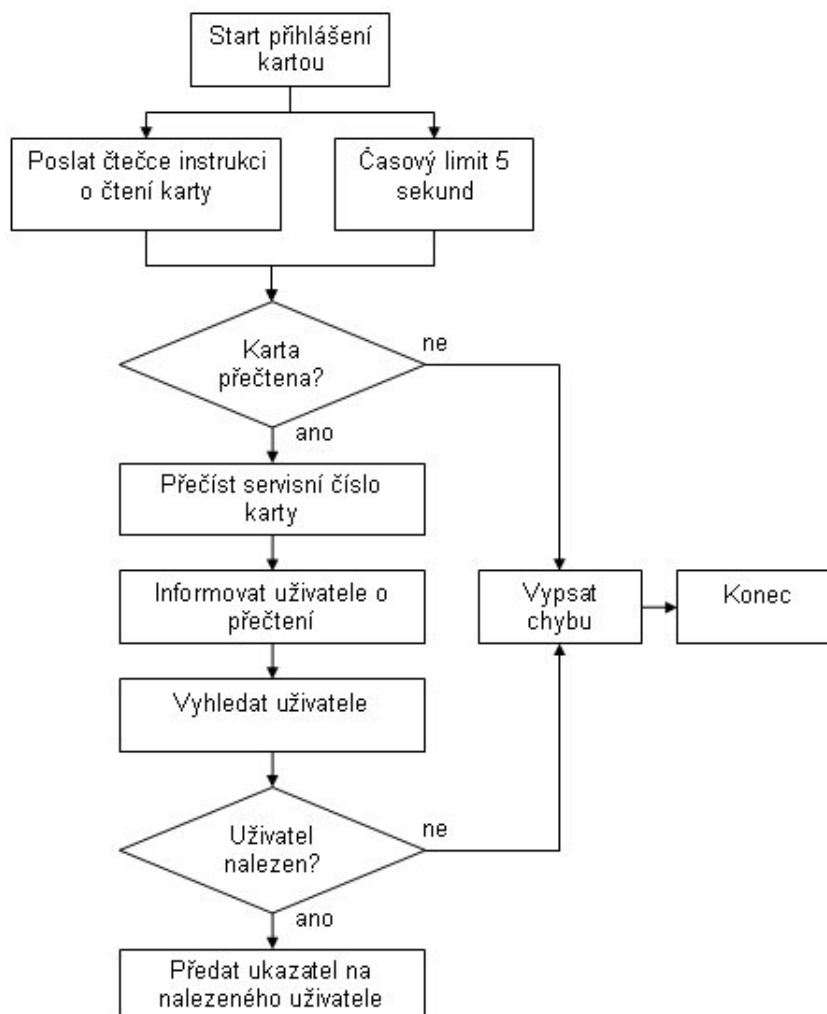 Start přihlášení
kartou
Poslat čtečce instrukci
o čtení karty
Časový limit 5
sekund
Karta
přečtena?
ne
ano
Přečíst servisní číslo
karty
Informovat uživatele o
přečtení
Vypsat
chybu
Konec
Vyhledat uživatele
Uživatel
nalezen?
ne
ano
Předat ukazatel na
nalezeného uživatele